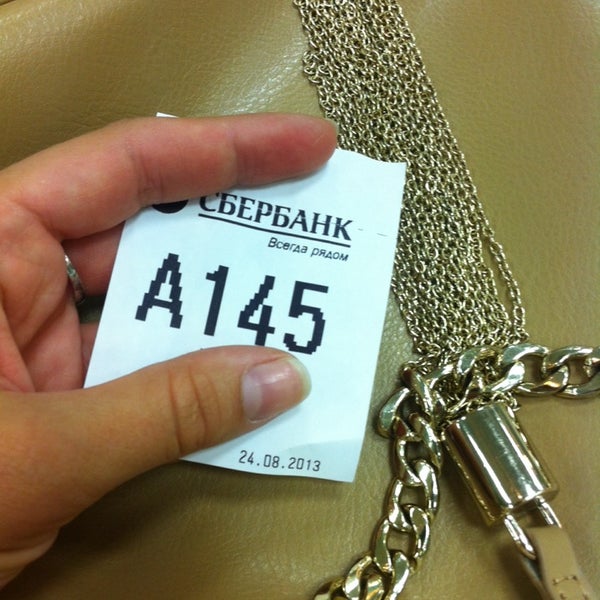 СБЕРБАНК
Всегда рядом
А145
24.08.2013